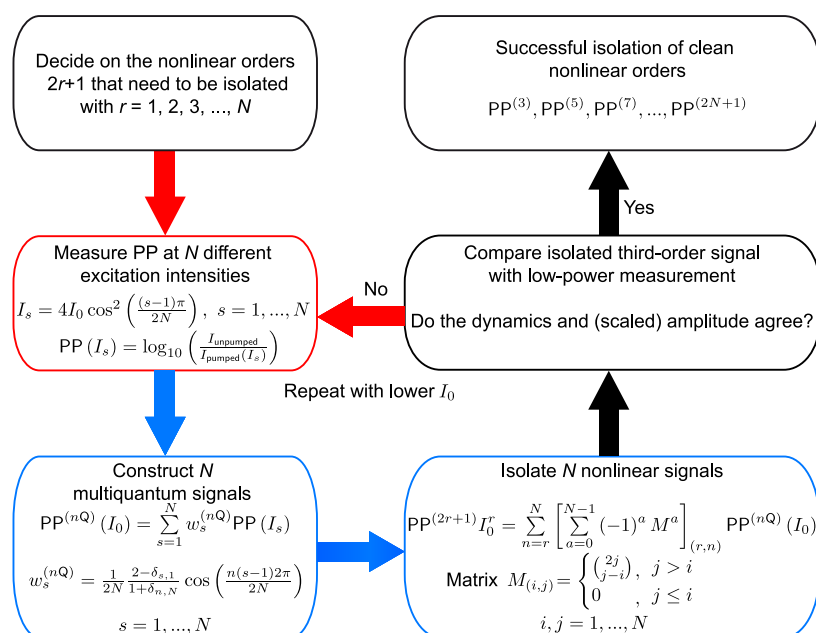 Decide on the nonlinear orders
2r+1 that need to be isolated
with r = 1, 2, 3, ..., N
Measure PP at N different
excitation intensities
I_s = 4I_0 cos^2 ( (s−1)π / 2N ) , s = 1, ..., N
PP (I_s) = log_10 ( I_unpumped / I_pumped(I_s) )
Construct N
multiquantum signals
PP^(nQ) (I_0) = ∑_{s=1}^{N} w_s^(nQ) PP (I_s)
w_s^(nQ) = 1/2N (2−δ_{s,1})/(1+δ_{n,N}) cos ( n(s−1)2π / 2N )
s = 1, ..., N
Isolate N nonlinear signals
PP^(2r+1) I_0^r = ∑_{n=r}^{N} [ ∑_{a=0}^{N−1} (−1)^a M^a ]_(r,n) PP^(nQ) (I_0)
Matrix M_(i,j) = { (2j choose j−i) , j > i
0 , j ≤ i
i, j = 1, ..., N
Compare isolated third-order signal
with low-power measurement
Do the dynamics and (scaled) amplitude agree?
No
Repeat with lower I_0
Yes
Successful isolation of clean
nonlinear orders
PP^(3), PP^(5), PP^(7), ..., PP^(2N+1)